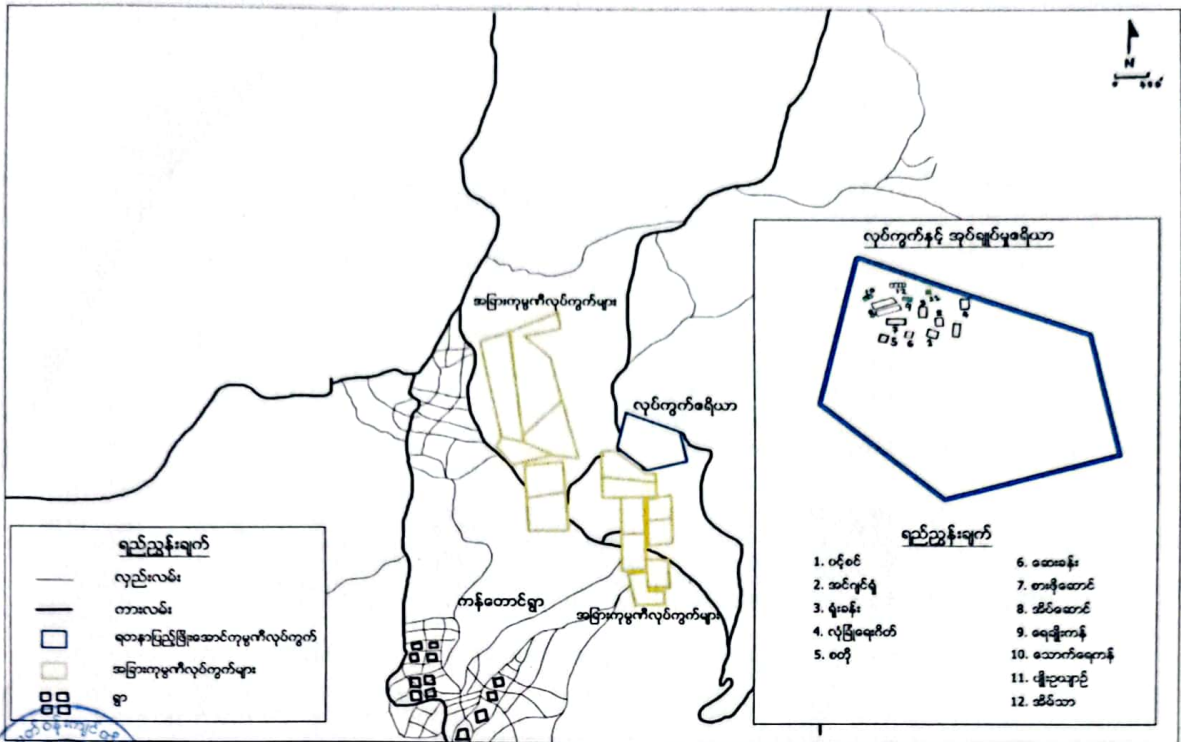 N
အခြားကုမ္ပဏီလုပ်ကွက်များ
လုပ်ကွက်ဧရိယာ
ကန်တောင်ရွာ
အခြားကုမ္ပဏီလုပ်ကွက်များ
ရည်ညွှန်းချက်
လှည်းလမ်း
ကားလမ်း
ရတနာပြည့်ဖြိုးအောင်ကုမ္ပဏီလုပ်ကွက်
အခြားကုမ္ပဏီလုပ်ကွက်များ
ရွာ
လုပ်ကွက်နှင့် အုပ်ချုပ်မှုဧရိယာ
ရည်ညွှန်းချက်
1. ဝင့်စင်
2. အင်ဂျင်ရုံ
3. ရုံးခန်း
4. လုံခြုံရေးဂိတ်
5. စတို
6. ဆေးခန်း
7. စားဖိုဆောင်
8. အိပ်ဆောင်
9. ရေချိုးကန်
10. သောက်ရေကန်
11. ပျိုးဥယျာဉ်
12. အိမ်သာ